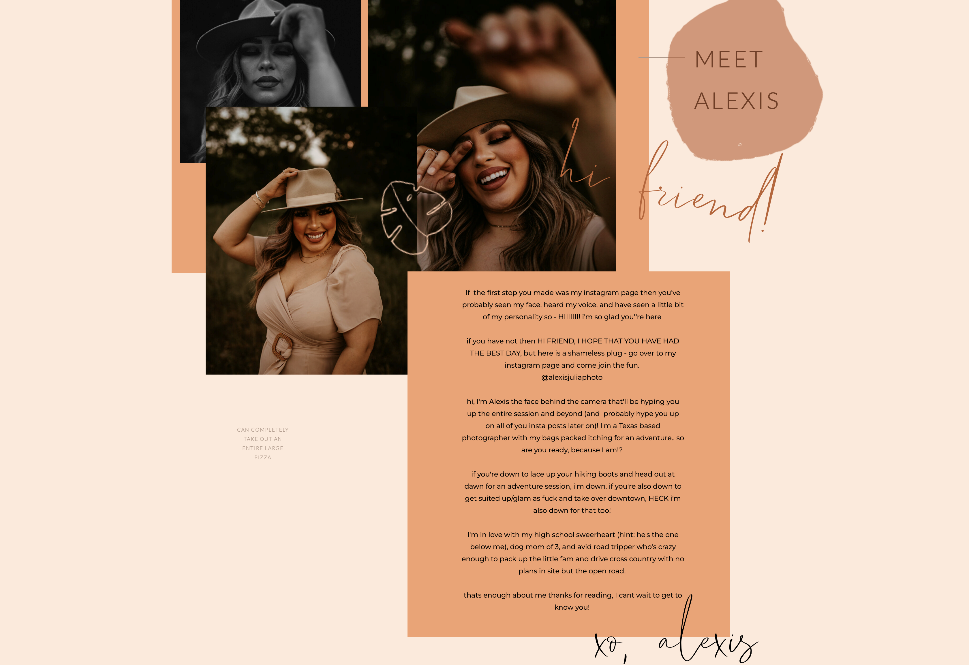 MEET
ALEXIS
hi
friend!
If the first stop you made was my instagram page then you've
probably seen my face, heard my voice, and have seen a little bit
of my personality so - Hi !!!!!! I'm so glad you''re here
if you have not then HI FRIEND, I HOPE THAT YOU HAVE HAD
THE BEST DAY, but here is a shameless plug - go over to my
instagram page and come join the fun.
@alexisjuliaphoto
hi, I'm Alexis the face behind the camera that'll be hyping you
up the entire session and beyond (and probably hype you up
on all of you insta posts later on)! I'm a Texas based
photographer with my bags packed itching for an adventure.. so
are you ready, because I am!?
if you're down to lace up your hiking boots and head out at
dawn for an adventure session, i'm down, if you're also down to
get suited up/glam as fuck and take over downtown, HECK i'm
also down for that too!
I'm in love with my high school sweerheart (hint: he's the one
below me), dog mom of 3, and avid road tripper who's crazy
enough to pack up the little fam and drive cross country with no
plans in site but the open road
thats enough about me thanks for reading, I cant wait to get to
know you!
xo, alexis
CAN COMPLETELY
TAKE OUT AN
ENTIRE LARGE
PIZZA